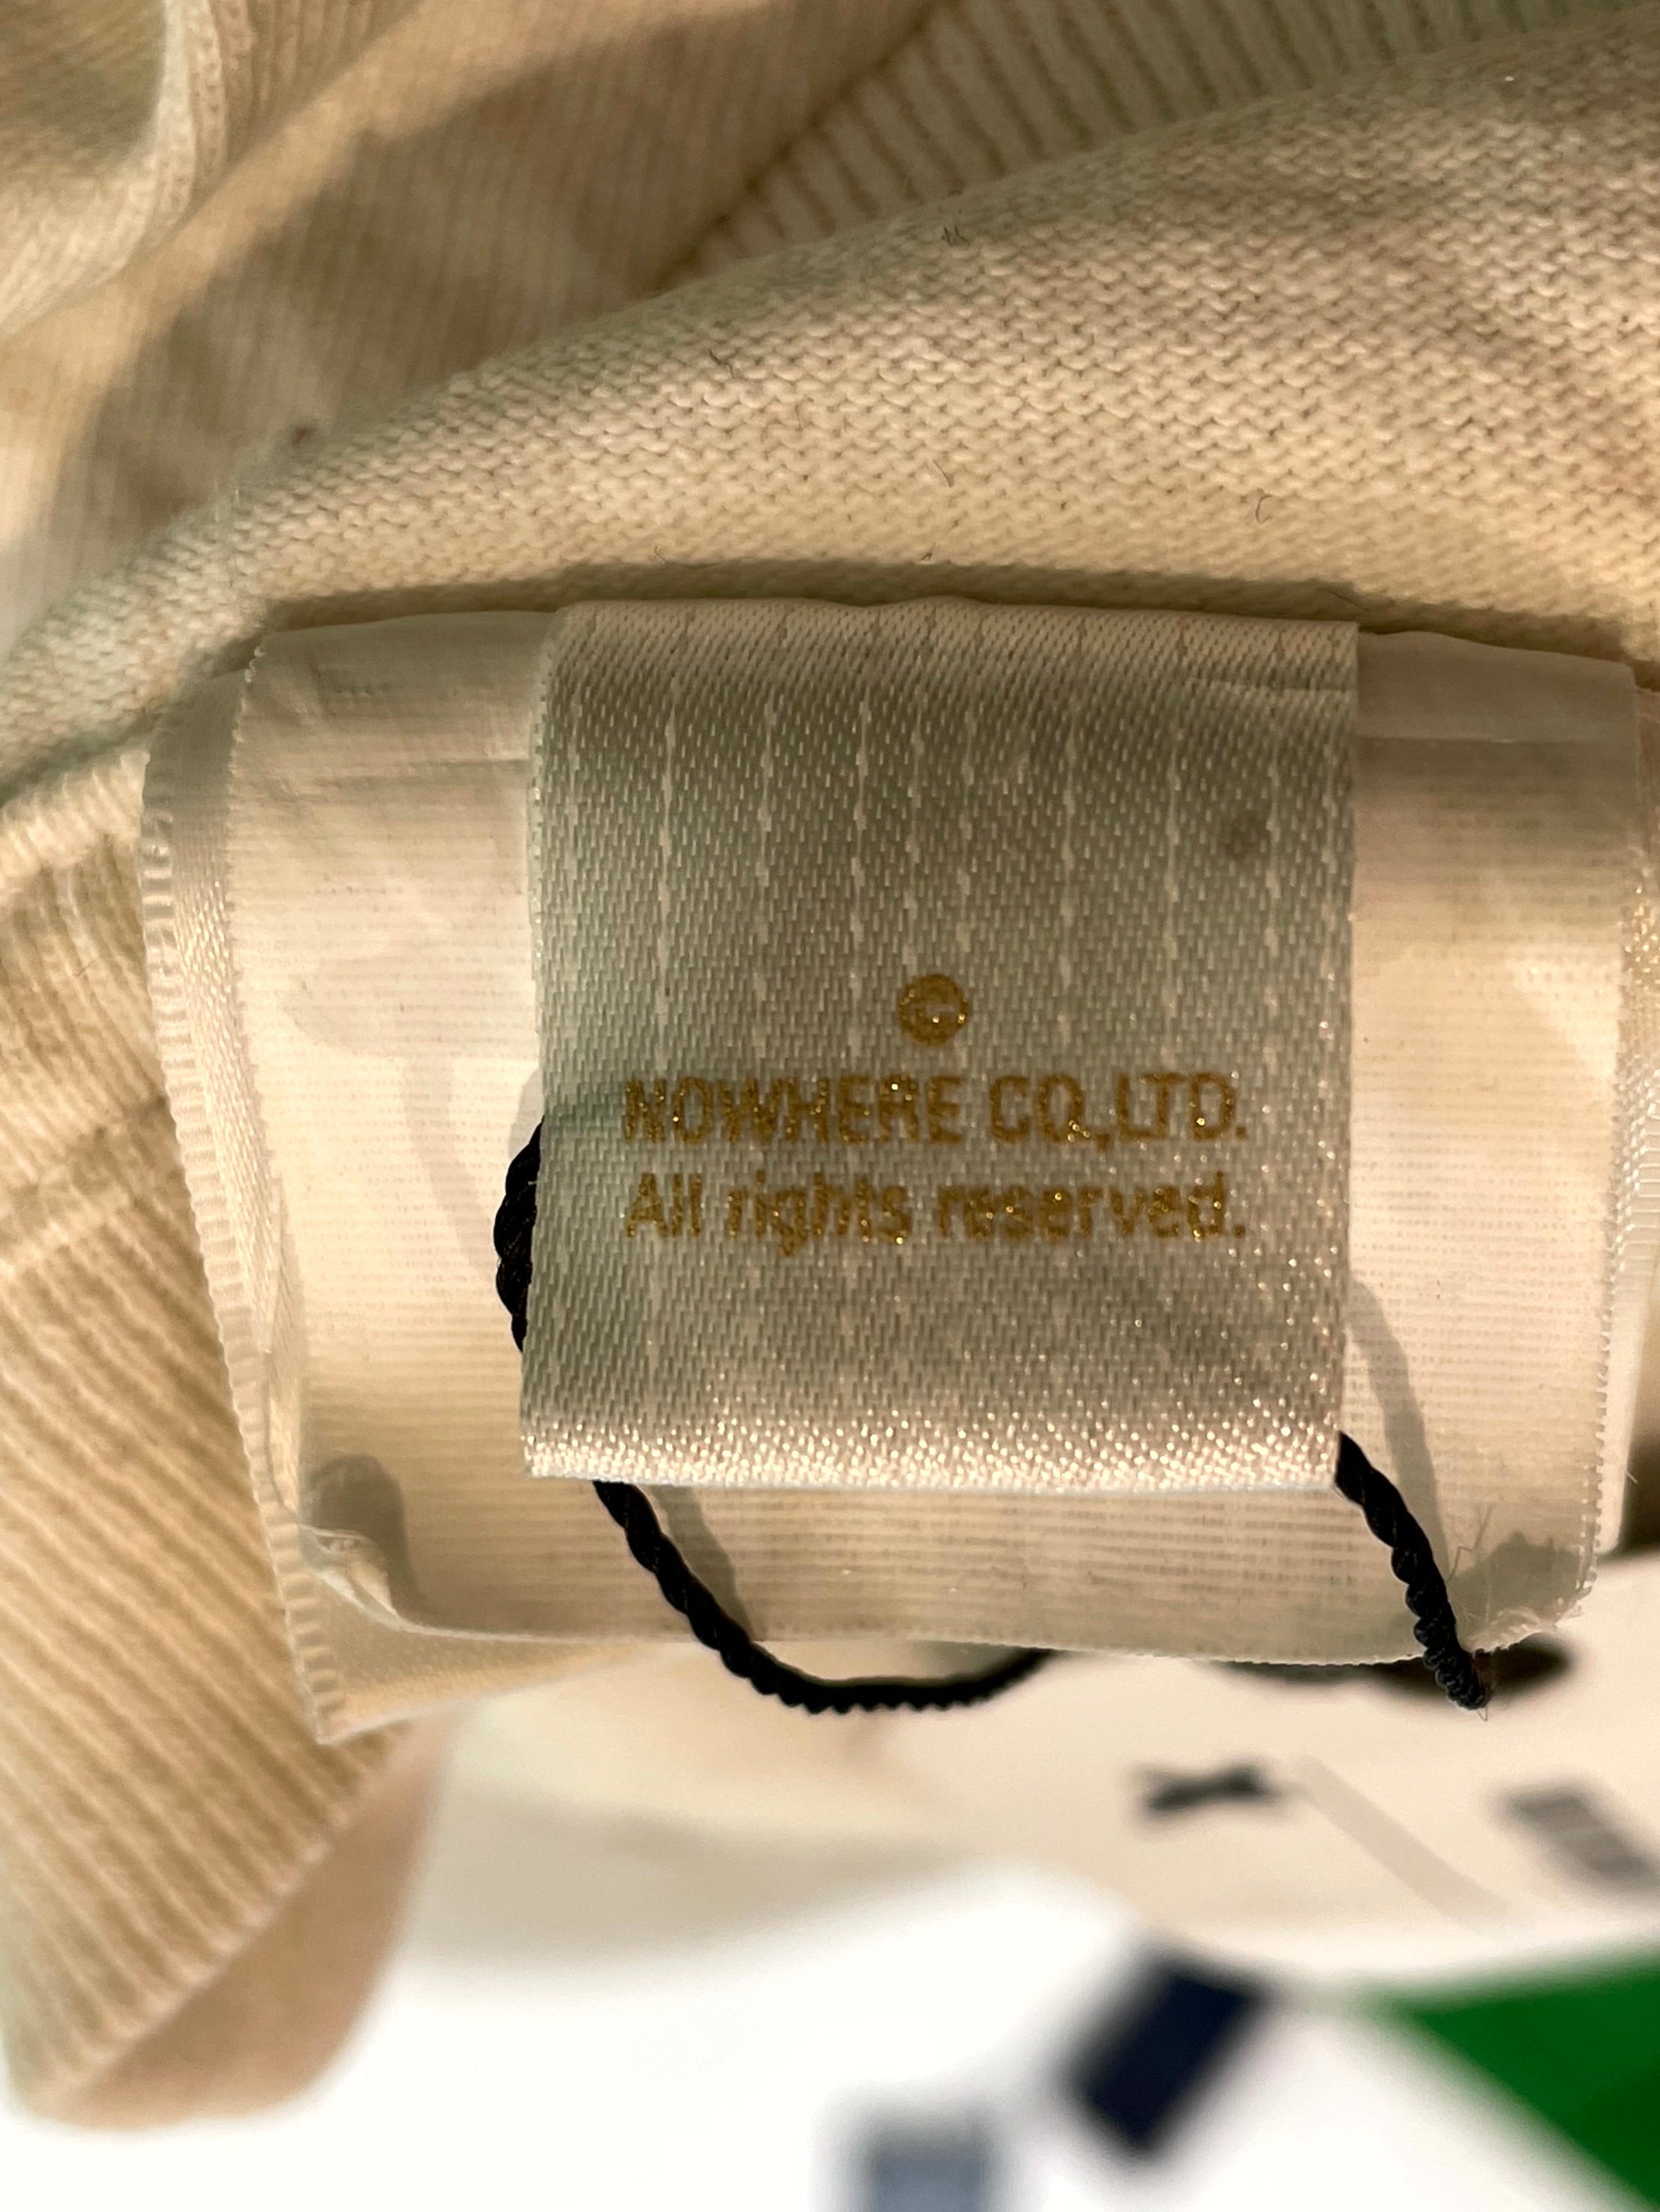 ©
NOWHERE CO.,LTD.
All rights reserved.